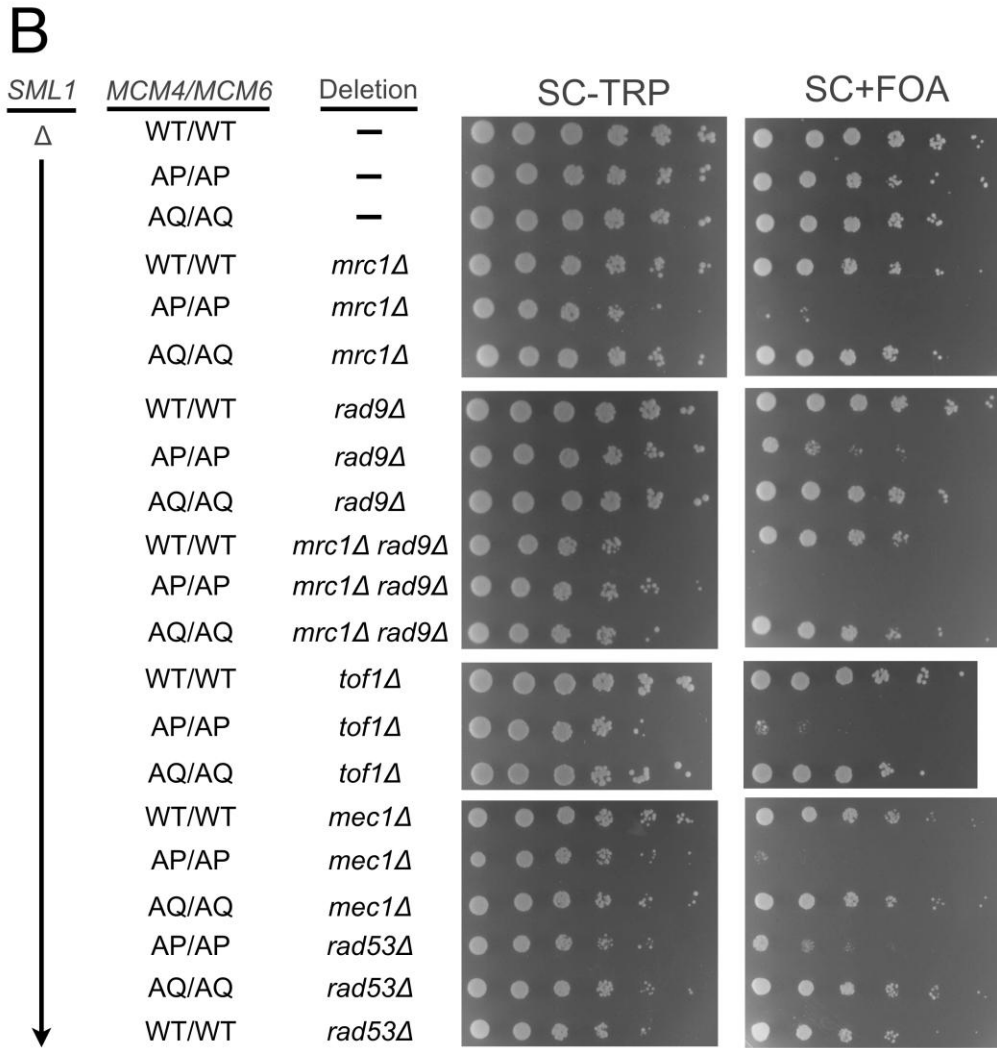 B
SML1 MCM4/MCM6 Deletion SC-TRP SC+FOA
Δ WT/WT –
AP/AP –
AQ/AQ –
WT/WT mrc1Δ
AP/AP mrc1Δ
AQ/AQ mrc1Δ
WT/WT rad9Δ
AP/AP rad9Δ
AQ/AQ rad9Δ
WT/WT mrc1Δ rad9Δ
AP/AP mrc1Δ rad9Δ
AQ/AQ mrc1Δ rad9Δ
WT/WT tof1Δ
AP/AP tof1Δ
AQ/AQ tof1Δ
WT/WT mec1Δ
AP/AP mec1Δ
AQ/AQ mec1Δ
AP/AP rad53Δ
AQ/AQ rad53Δ
WT/WT rad53Δ